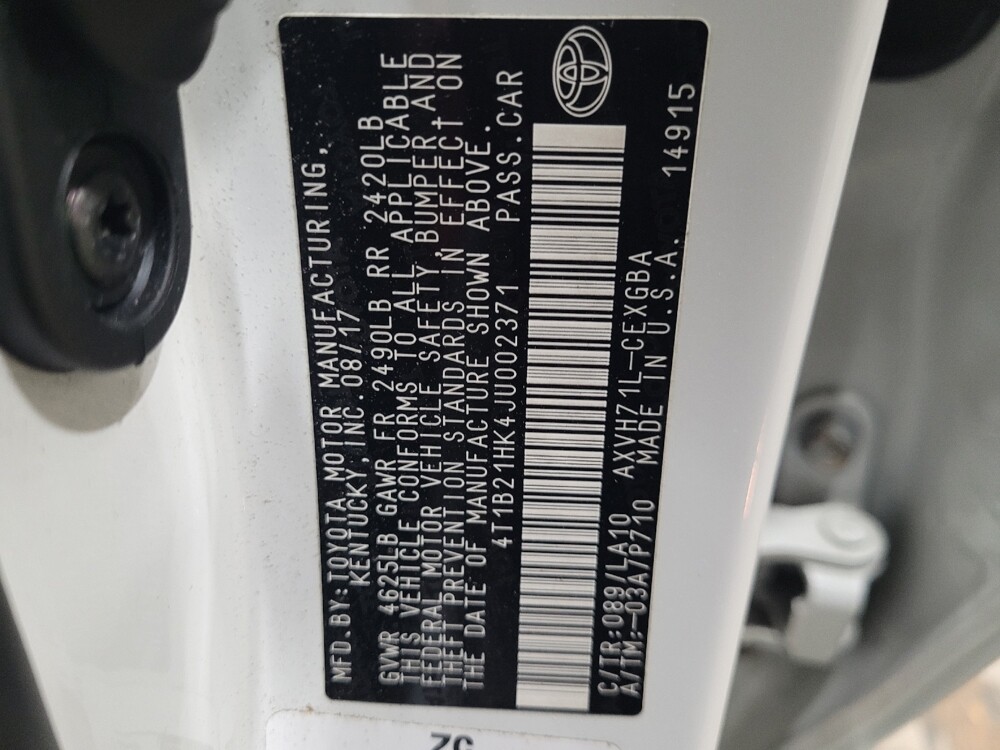 MFD.BY:TOYOTA MOTOR MANUFACTURING,
KENTUCKY,INC.08/17
GVWR 4625LB GAWR FR 2490LB RR 2420LB
THIS VEHICLE CONFORMS TO ALL APPLICABLE
FEDERAL MOTOR VEHICLE SAFETY,BUMPER AND
THEFT PREVENTION STANDARDS IN EFFECT ON
THE DATE OF MANUFACTURE SHOWN ABOVE.
4T1B21HK4JU002371 PASS.CAR
C/TR:089/LA10 AXVH71L-CEXGBA
A/TM:-03A/P710 MADE IN U.S.A. 14915